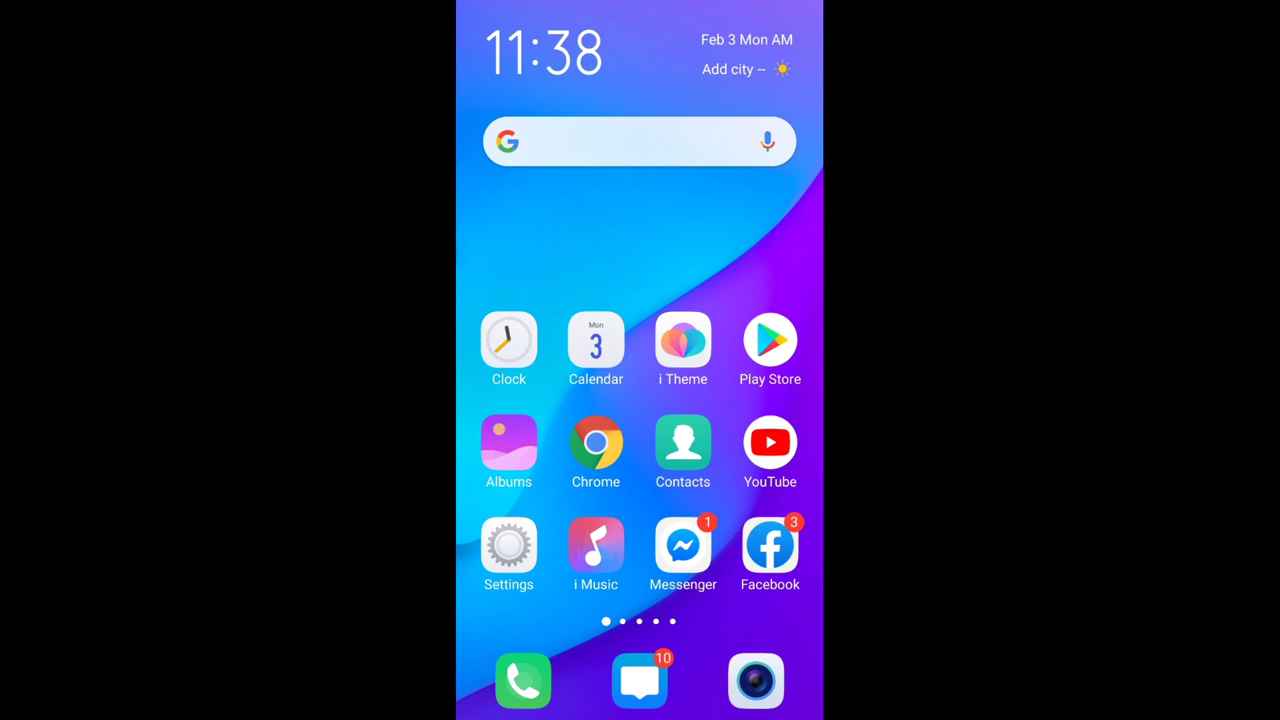 11:38
Feb 3 Mon AM
Add city --
Mon
3
Clock
Calendar
i Theme
Play Store
Albums
Chrome
Contacts
YouTube
1
3
Settings
i Music
Messenger
Facebook
10